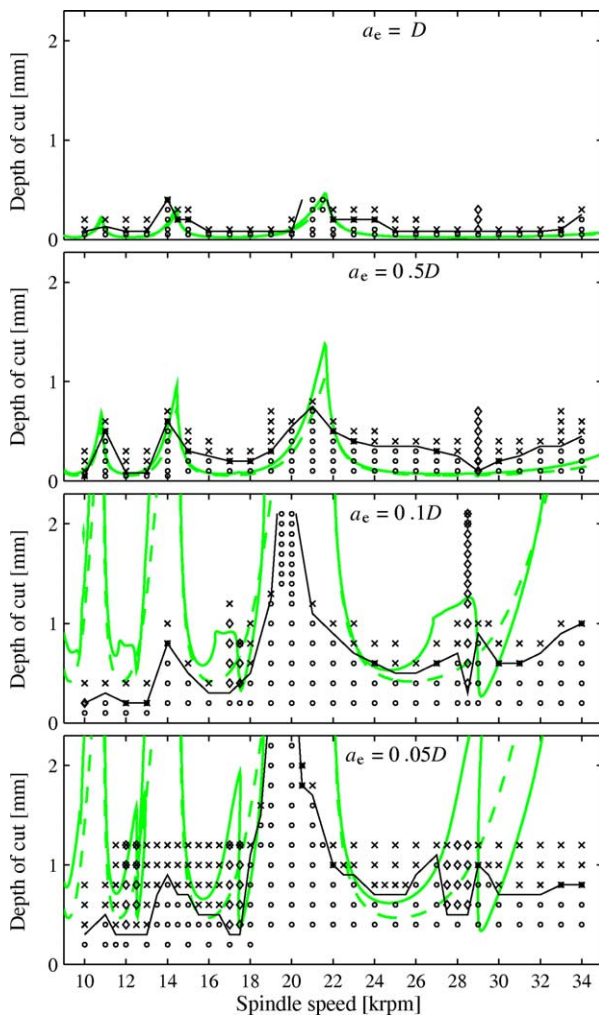 a_e = D
2
1
0
Depth of cut [mm]
a_e = 0.5D
2
1
0
Depth of cut [mm]
a_e = 0.1D
2
1
0
Depth of cut [mm]
a_e = 0.05D
2
1
0
Depth of cut [mm]
10 12 14 16 18 20 22 24 26 28 30 32 34
Spindle speed [krpm]